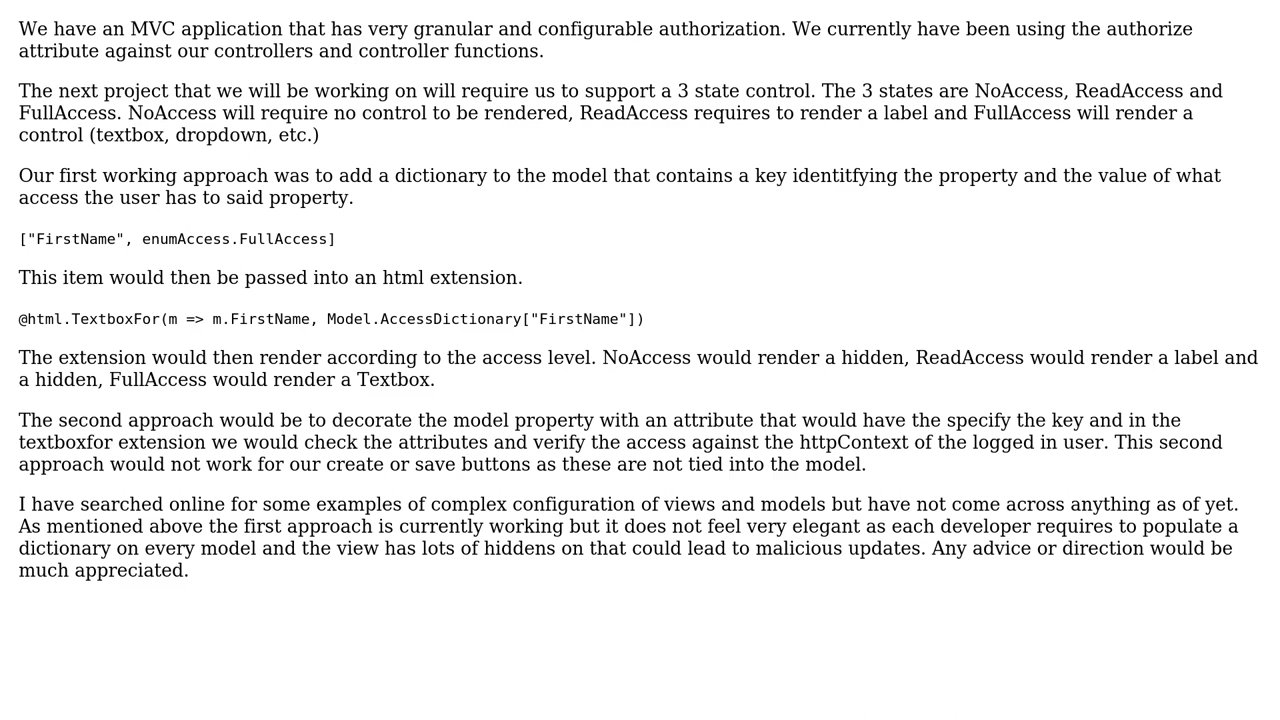 We have an MVC application that has very granular and configurable authorization. We currently have been using the authorize
attribute against our controllers and controller functions.
The next project that we will be working on will require us to support a 3 state control. The 3 states are NoAccess, ReadAccess and
FullAccess. NoAccess will require no control to be rendered, ReadAccess requires to render a label and FullAccess will render a
control (textbox, dropdown, etc.)
Our first working approach was to add a dictionary to the model that contains a key identitfying the property and the value of what
access the user has to said property.
["FirstName", enumAccess.FullAccess]
This item would then be passed into an html extension.
@html.TextboxFor(m => m.FirstName, Model.AccessDictionary["FirstName"])
The extension would then render according to the access level. NoAccess would render a hidden, ReadAccess would render a label and
a hidden, FullAccess would render a Textbox.
The second approach would be to decorate the model property with an attribute that would have the specify the key and in the
textboxfor extension we would check the attributes and verify the access against the httpContext of the logged in user. This second
approach would not work for our create or save buttons as these are not tied into the model.
I have searched online for some examples of complex configuration of views and models but have not come across anything as of yet.
As mentioned above the first approach is currently working but it does not feel very elegant as each developer requires to populate a
dictionary on every model and the view has lots of hiddens on that could lead to malicious updates. Any advice or direction would be
much appreciated.